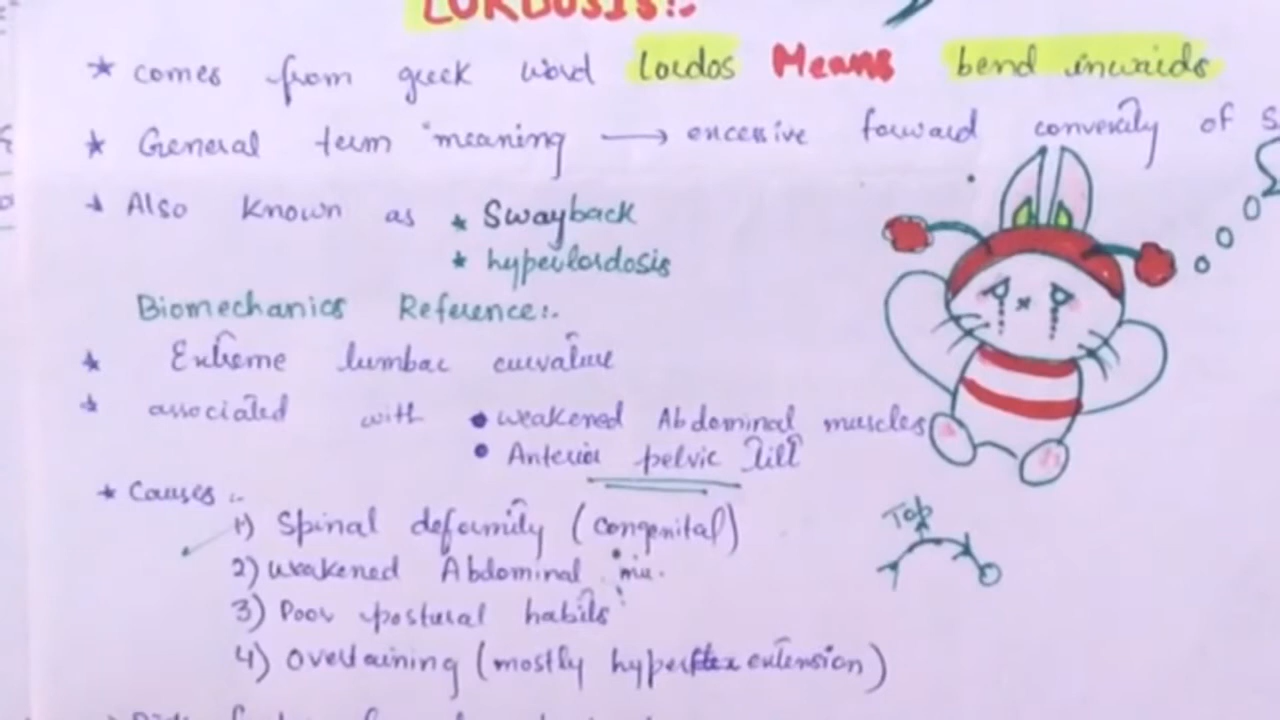 LORDOSIS:-
* comes from greek word lordos Means bend inwards
* General term meaning → excessive forward convexity of S
* Also known as * Swayback
* hyperlordosis
Biomechanics Reference:-
* Extreme lumbar curvature
* associated with • weakened Abdominal muscles
• Anterior pelvic Tilt
* Causes :-
1) Spinal deformity (congenital)
2) weakened Abdominal mu.
3) Poor postural habits
4) Overtraining (mostly hyperextension)
Top